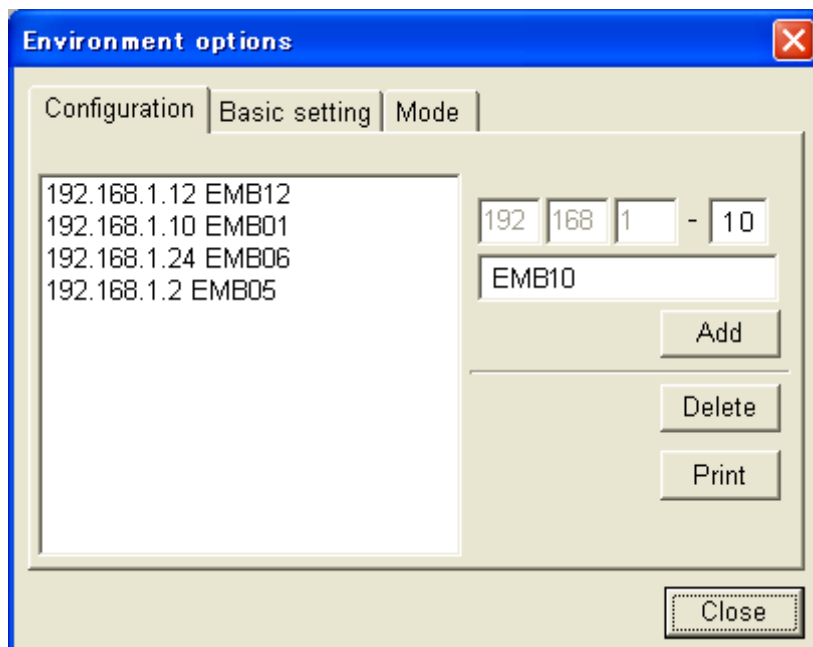 Environment options
Configuration Basic setting Mode
192.168.1.12 EMB12
192.168.1.10 EMB01
192.168.1.24 EMB06
192.168.1.2 EMB05
192 168 1 - 10
EMB10
Add
Delete
Print
Close